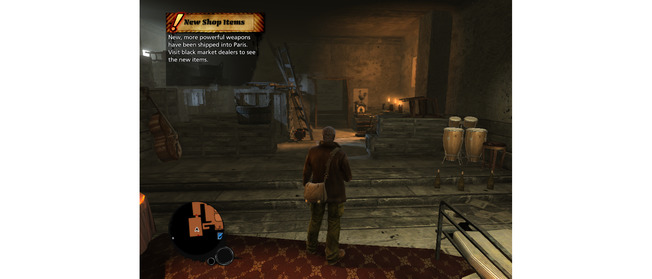 New Shop Items
New, more powerful weapons
have been shipped into Paris.
Visit black market dealers to see
the new items.